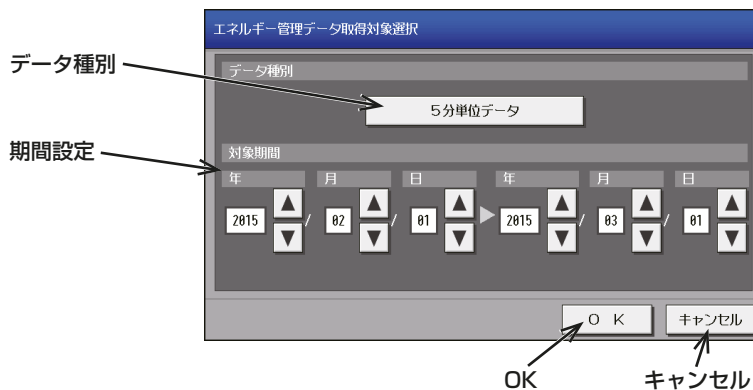 エネルギー管理データ取得対象選択
データ種別
データ種別
5分単位データ
期間設定
対象期間
年 月 日 年 月 日
2015 / 02 / 01 2015 / 03 / 01
O K キャンセル
OK キャンセル